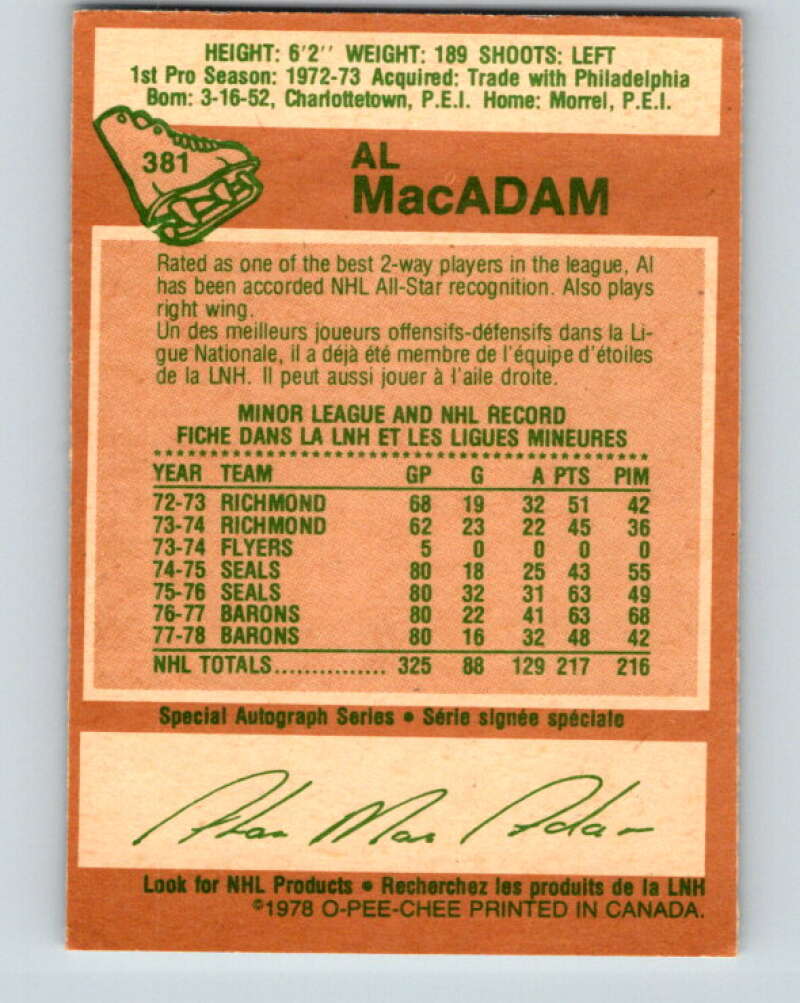 HEIGHT: 6'2'' WEIGHT: 189 SHOOTS: LEFT
1st Pro Season: 1972-73 Acquired: Trade with Philadelphia
Born: 3-16-52, Charlottetown, P.E.I. Home: Morrel, P.E.I.
381
AL
MacADAM
Rated as one of the best 2-way players in the league, Al
has been accorded NHL All-Star recognition. Also plays
right wing.
Un des meilleurs joueurs offensifs-défensifs dans la Li-
gue Nationale, il a déjà été membre de l'équipe d'étoiles
de la LNH. Il peut aussi jouer à l'aile droite.
MINOR LEAGUE AND NHL RECORD
FICHE DANS LA LNH ET LES LIGUES MINEURES
YEAR TEAM GP G A PTS PIM
72-73 RICHMOND 68 19 32 51 42
73-74 RICHMOND 62 23 22 45 36
73-74 FLYERS 5 0 0 0 0
74-75 SEALS 80 18 25 43 55
75-76 SEALS 80 32 31 63 49
76-77 BARONS 80 22 41 63 68
77-78 BARONS 80 16 32 48 42
NHL TOTALS................ 325 88 129 217 216
Special Autograph Series • Série signée spéciale
Alan Mac Adam
Look for NHL Products • Recherchez les produits de la LNH
©1978 O-PEE-CHEE PRINTED IN CANADA.